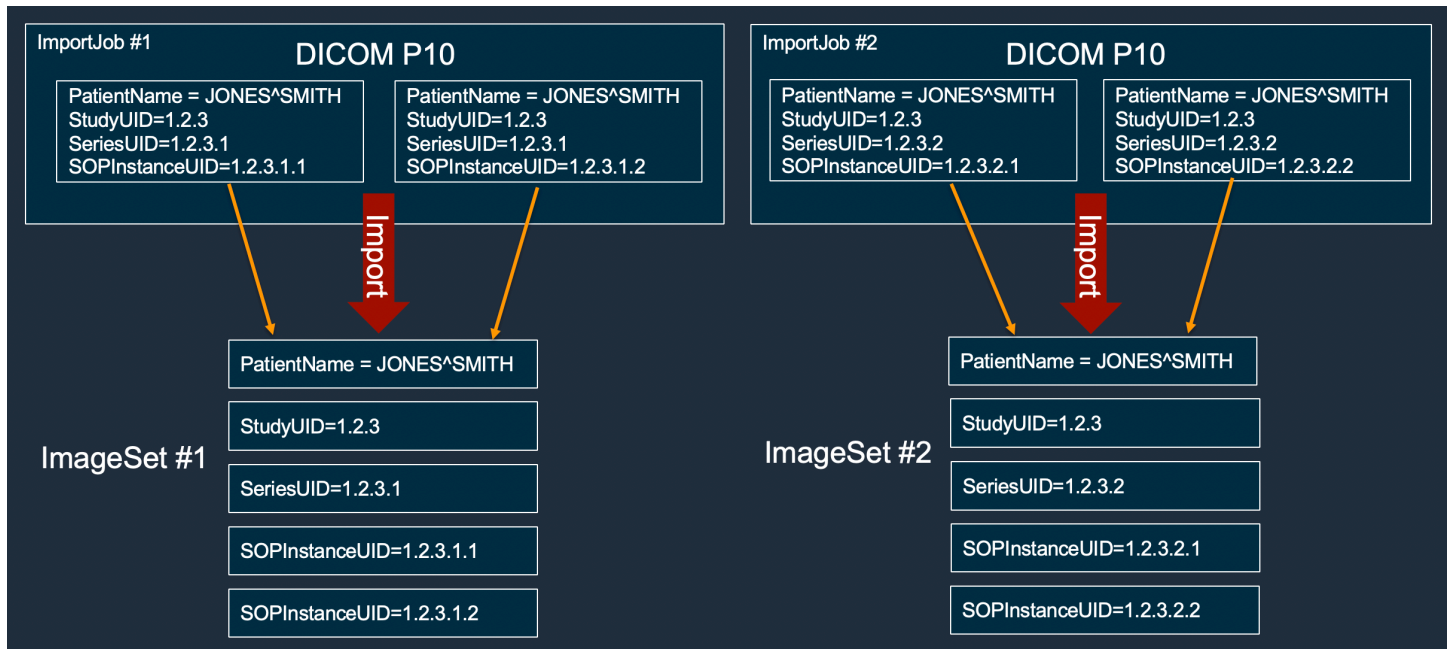 ImportJob #1
DICOM P10
PatientName = JONES^SMITH
StudyUID=1.2.3
SeriesUID=1.2.3.1
SOPInstanceUID=1.2.3.1.1
PatientName = JONES^SMITH
StudyUID=1.2.3
SeriesUID=1.2.3.1
SOPInstanceUID=1.2.3.1.2
Import
PatientName = JONES^SMITH
ImageSet #1
StudyUID=1.2.3
SeriesUID=1.2.3.1
SOPInstanceUID=1.2.3.1.1
SOPInstanceUID=1.2.3.1.2
ImportJob #2
DICOM P10
PatientName = JONES^SMITH
StudyUID=1.2.3
SeriesUID=1.2.3.2
SOPInstanceUID=1.2.3.2.1
PatientName = JONES^SMITH
StudyUID=1.2.3
SeriesUID=1.2.3.2
SOPInstanceUID=1.2.3.2.2
Import
PatientName = JONES^SMITH
ImageSet #2
StudyUID=1.2.3
SeriesUID=1.2.3.2
SOPInstanceUID=1.2.3.2.1
SOPInstanceUID=1.2.3.2.2